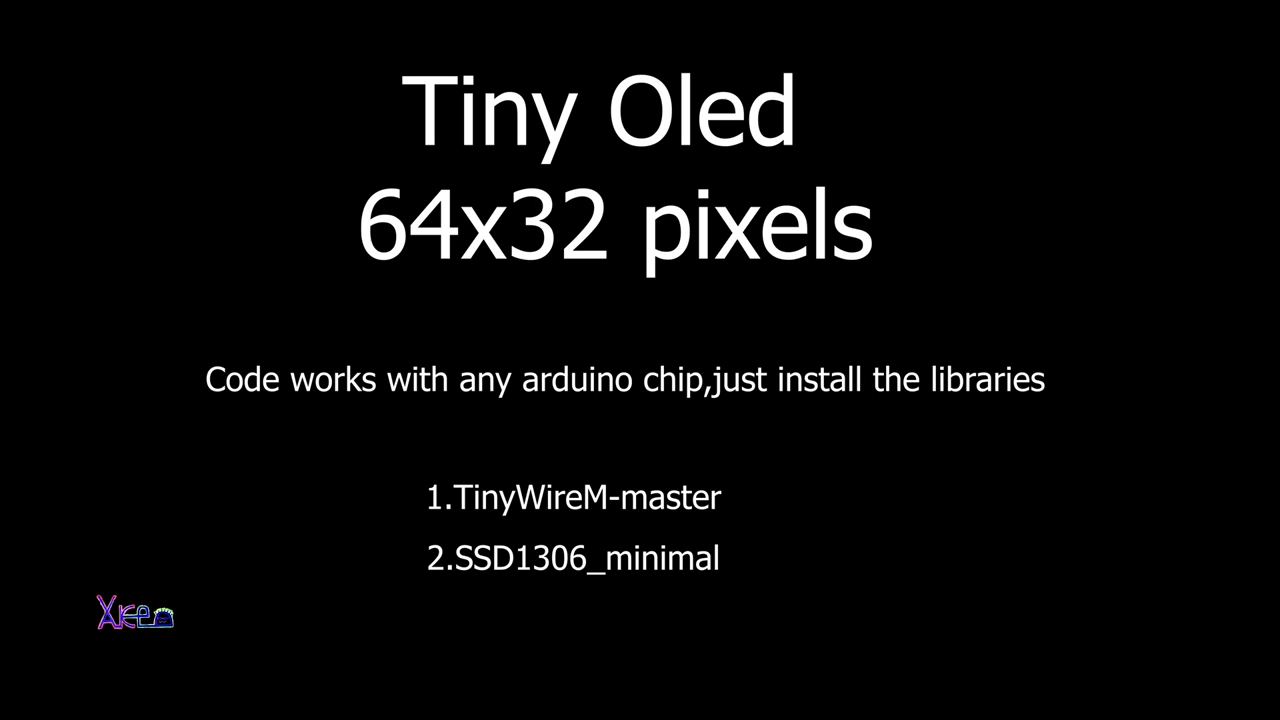 Tiny Oled
64x32 pixels
Code works with any arduino chip,just install the libraries
1.TinyWireM-master
2.SSD1306_minimal